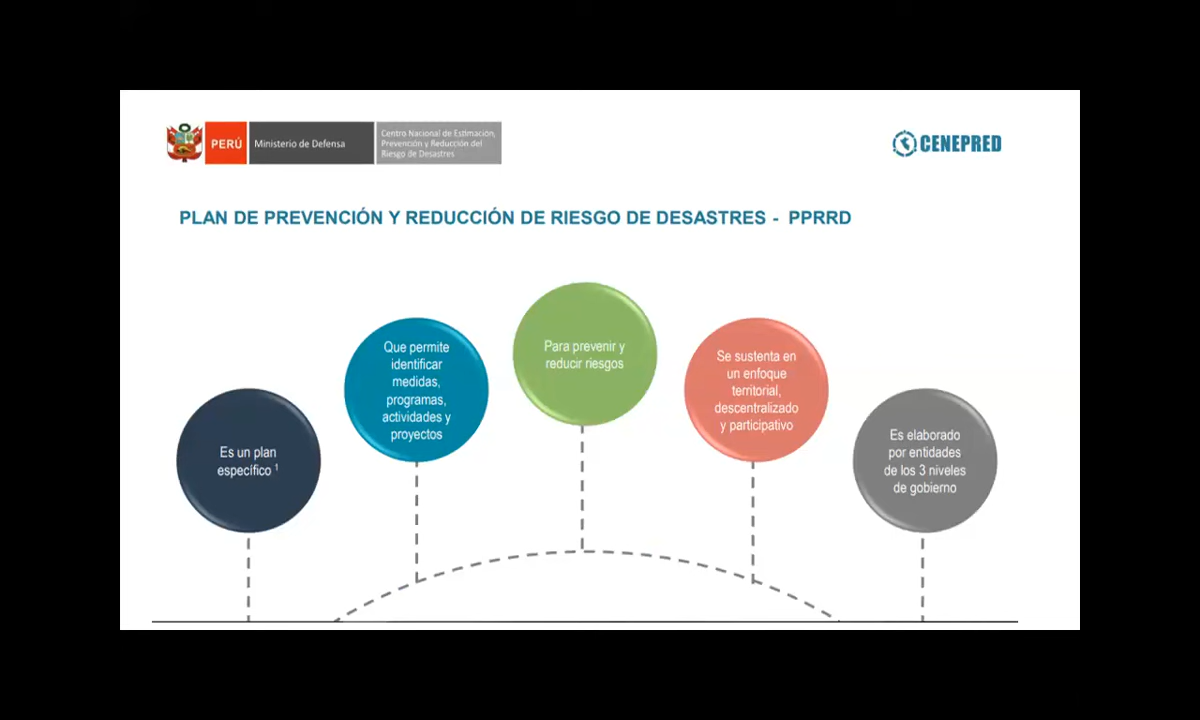 PERÚ
Ministerio de Defensa
Centro Nacional de Estimación,
Prevención y Reducción del
Riesgo de Desastres
CENEPRED
PLAN DE PREVENCIÓN Y REDUCCIÓN DE RIESGO DE DESASTRES - PPRRD
Es un plan
específico ¹
Que permite
identificar
medidas,
programas,
actividades y
proyectos
Para prevenir y
reducir riesgos
Se sustenta en
un enfoque
territorial,
descentralizado
y participativo
Es elaborado
por entidades
de los 3 niveles
de gobierno